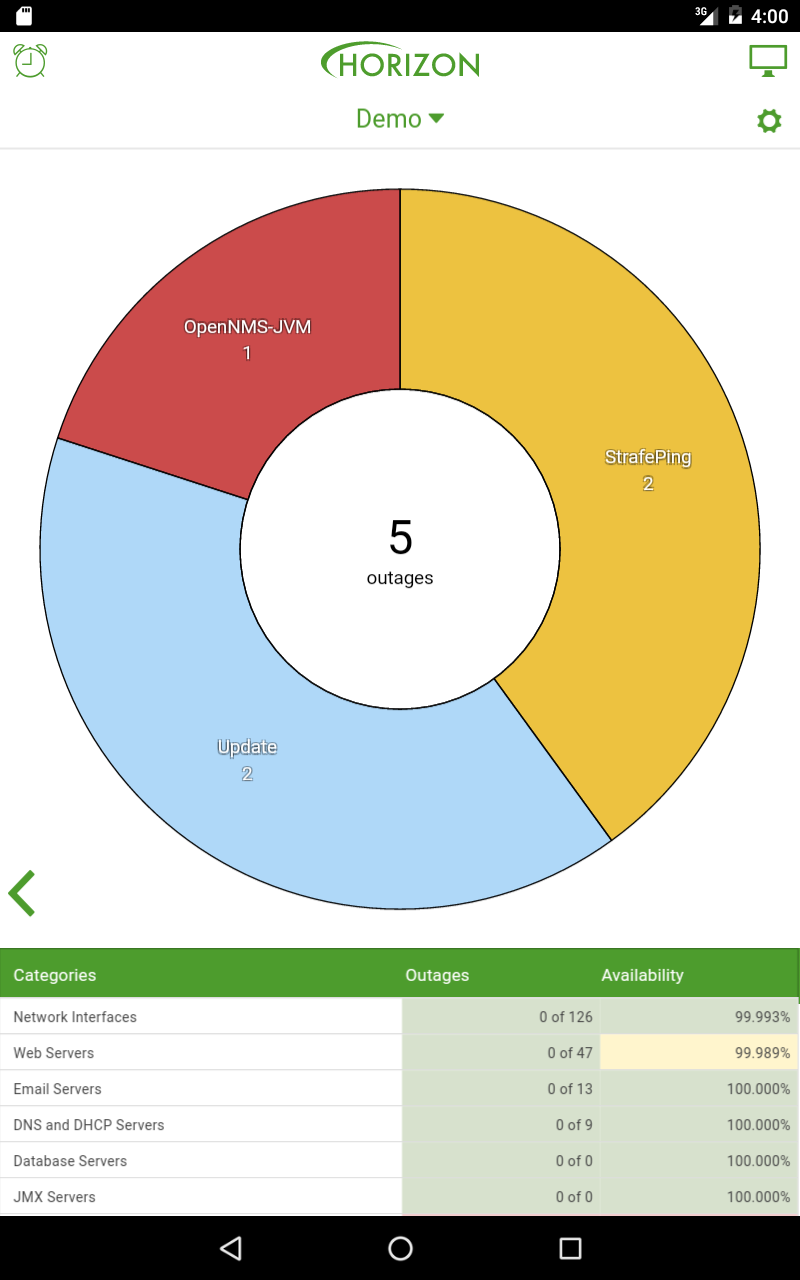 3G 4:00
HORIZON
Demo
OpenNMS-JVM
1
StrafePing
2
5
outages
Update
2
Categories Outages Availability
Network Interfaces 0 of 126 99.993%
Web Servers 0 of 47 99.989%
Email Servers 0 of 13 100.000%
DNS and DHCP Servers 0 of 9 100.000%
Database Servers 0 of 0 100.000%
JMX Servers 0 of 0 100.000%